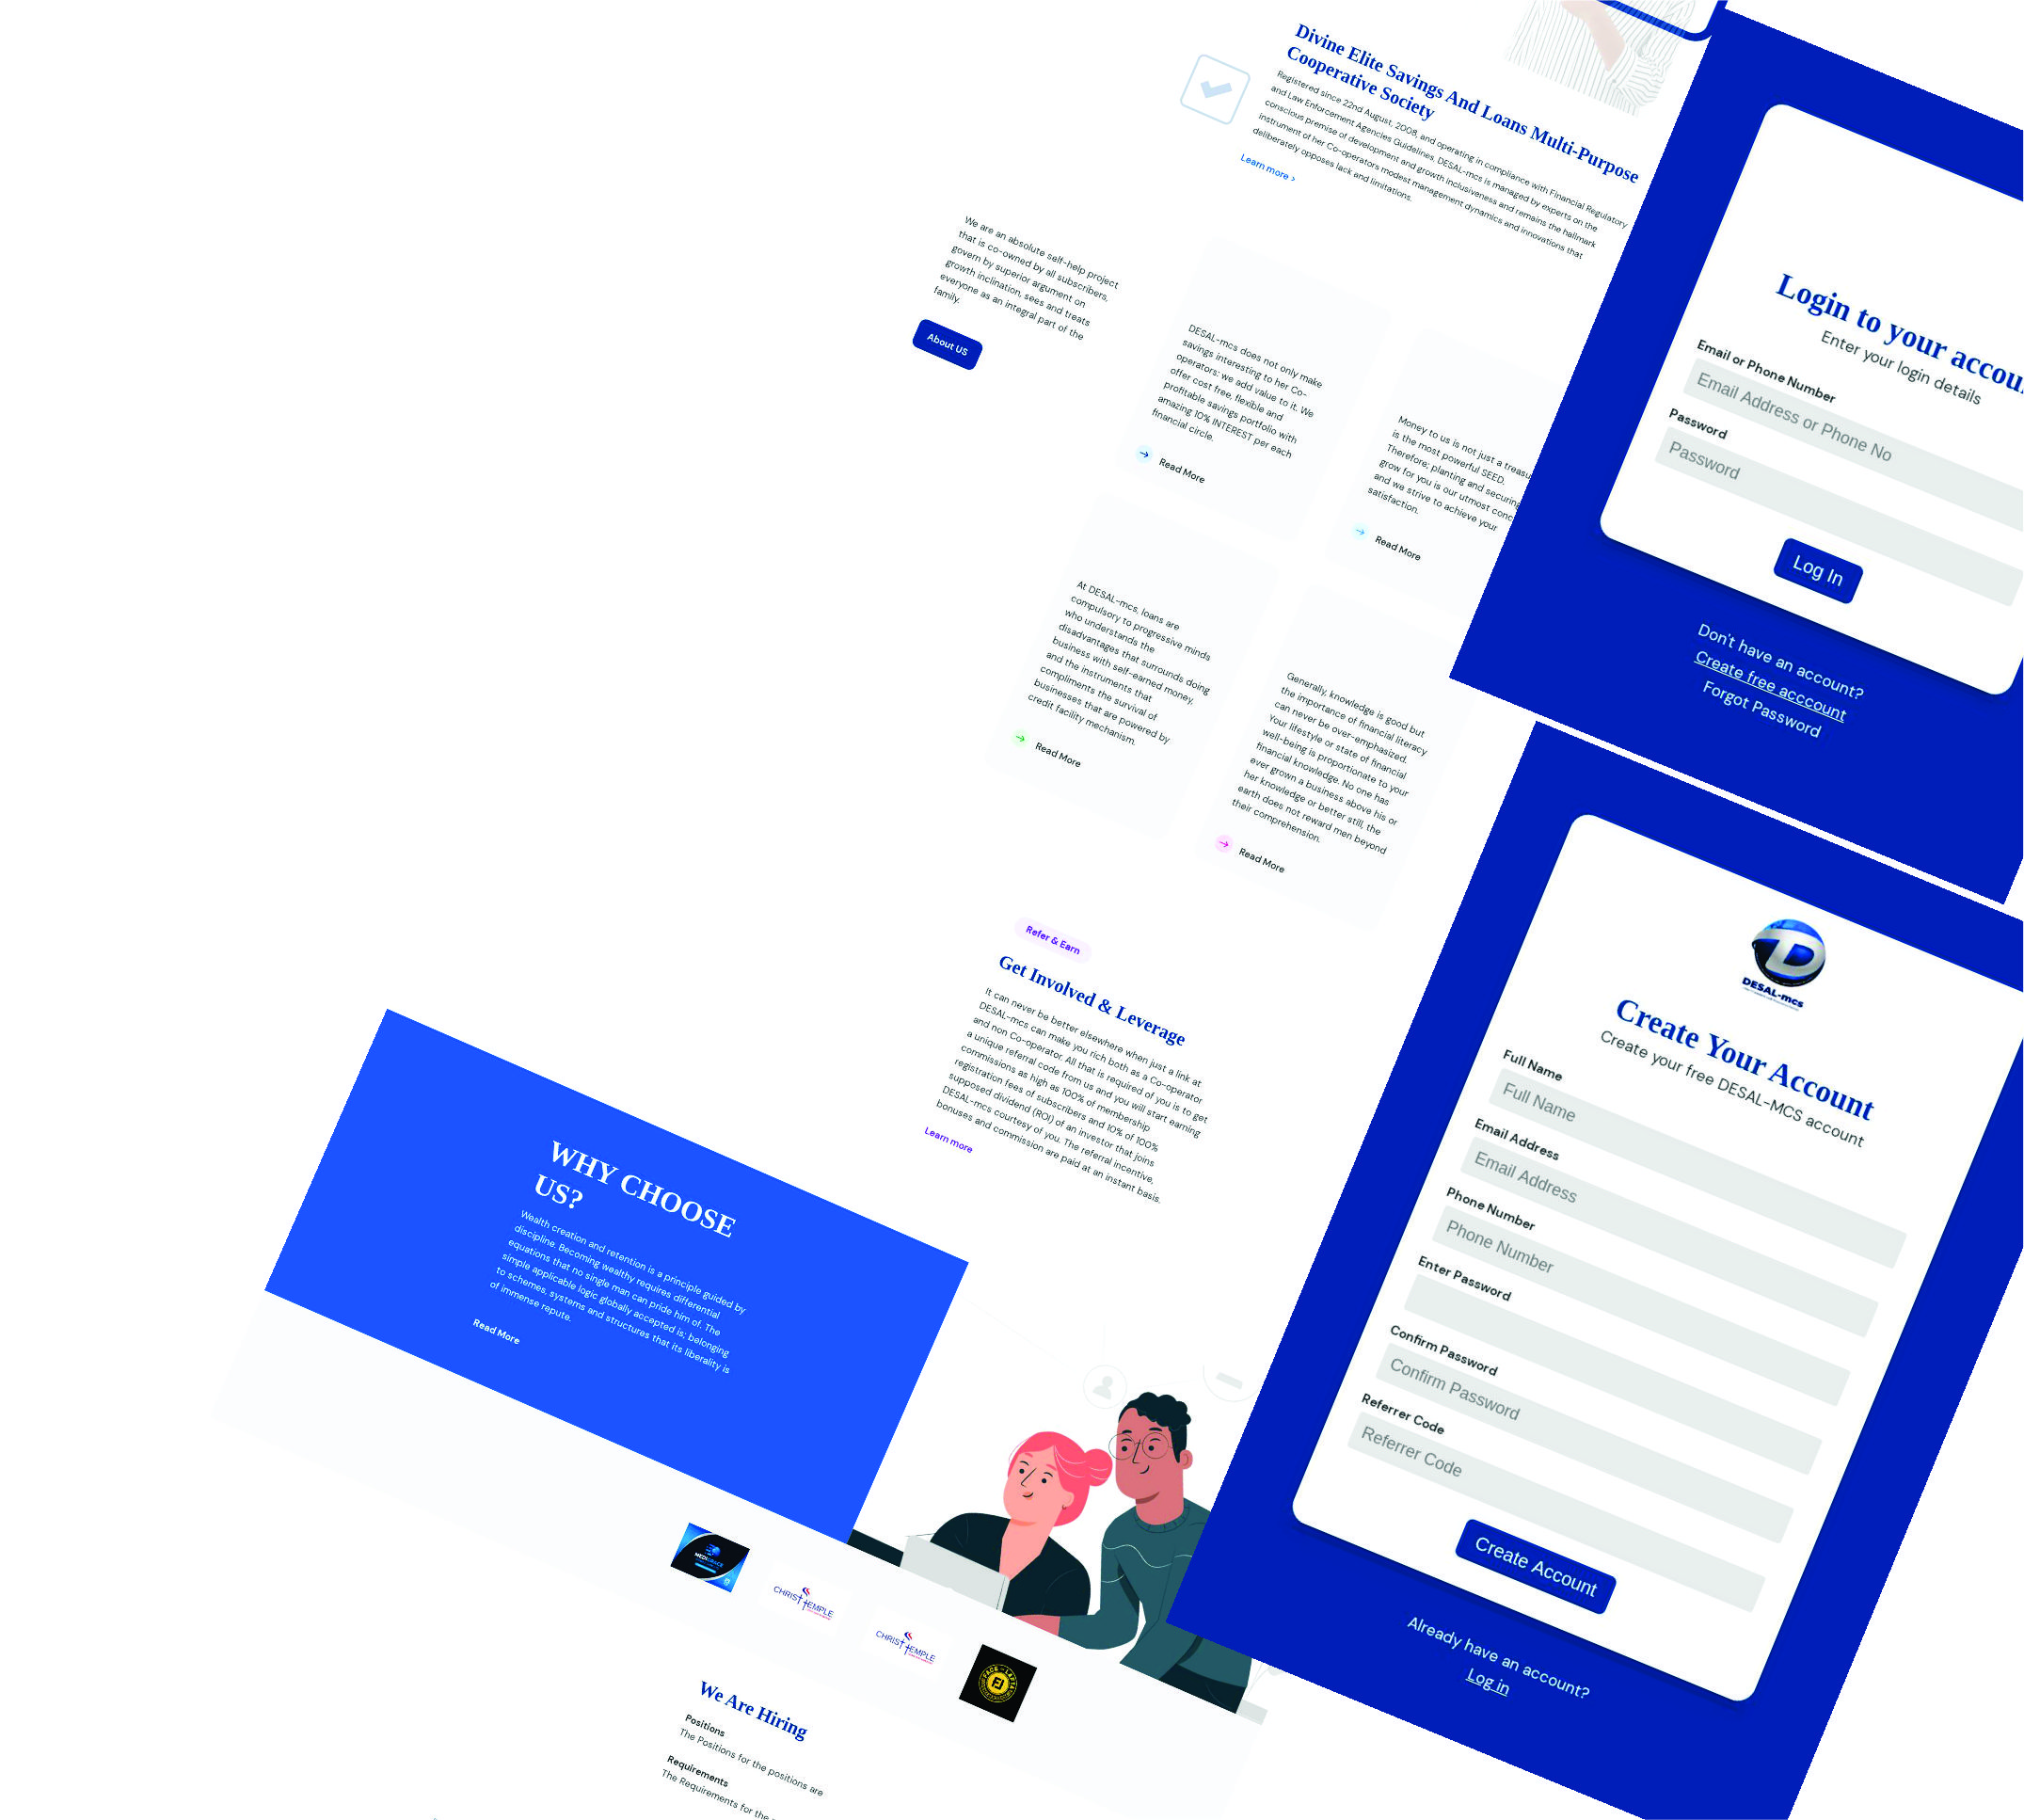 Divine Elite Savings And Loans Multi-Purpose
Cooperative Society
Registered since 22nd August, 2008, and operating in compliance with Financial Regulatory
and Law Enforcement Agencies Guidelines. DESAL-mcs is managed by experts on the
conscious premise of development and growth inclusiveness and remains the hallmark
instrument of her Co-operators modest management dynamics and innovations that
deliberately opposes lack and limitations.
Learn more >
We are an absolute self-help project
that is co-owned by all subscribers,
govern by superior argument on
growth inclination, sees and treats
everyone as an integral part of the
family.
About US
DESAL-mcs does not only make
savings interesting to her Co-
operators: we add value to it. We
offer cost free, flexible and
profitable savings portfolio with
amazing 10% INTEREST per each
financial circle.
Read More
Money to us is not just a treasu
is the most powerful SEED.
Therefore; planting and securing
grow for you is our utmost conc
and we strive to achieve your
satisfaction.
Read More
At DESAL-mcs, loans are
compulsory to progressive minds
who understands the
disadvantages that surrounds doing
business with self-earned money,
and the instruments that
compliments the survival of
businesses that are powered by
credit facility mechanism.
Read More
Generally, knowledge is good but
the importance of financial literacy
can never be over-emphasized.
Your lifestyle or state of financial
well-being is proportionate to your
financial knowledge. No one has
ever grown a business above his or
her knowledge or better still, the
earth does not reward men beyond
their comprehension.
Read More
Refer & Earn
Get Involved & Leverage
It can never be better elsewhere when just a link at
DESAL-mcs can make you rich both as a Co-operator
and non Co-operator. All that is required of you is to get
a unique referral code from us and you will start earning
commissions as high as 100% of membership
registration fees of subscribers and 10% of 100%
supposed dividend (ROI) of an investor that joins
DESAL-mcs courtesy of you. The referral incentive,
bonuses and commission are paid at an instant basis.
Learn more
WHY CHOOSE
US?
Wealth creation and retention is a principle guided by
discipline. Becoming wealthy requires differential
equations that no single man can pride him of. The
simple applicable logic globally accepted is; belonging
to schemes, systems and structures that its liberality is
of immense repute.
Read More
CHRIST TEMPLE
CHRIST TEMPLE
We Are Hiring
Positions
The Positions for the positions are
Requirements
The Requirements for the
Login to your accou
Enter your login details
Email or Phone Number
Email Address or Phone No
Password
Password
Log In
Don't have an account?
Create free acccount
Forgot Password
DESAL-mcs
Create Your Account
Create your free DESAL-MCS account
Full Name
Full Name
Email Address
Email Address
Phone Number
Phone Number
Enter Password
Confirm Password
Confirm Password
Referrer Code
Referrer Code
Create Account
Already have an account?
Log in